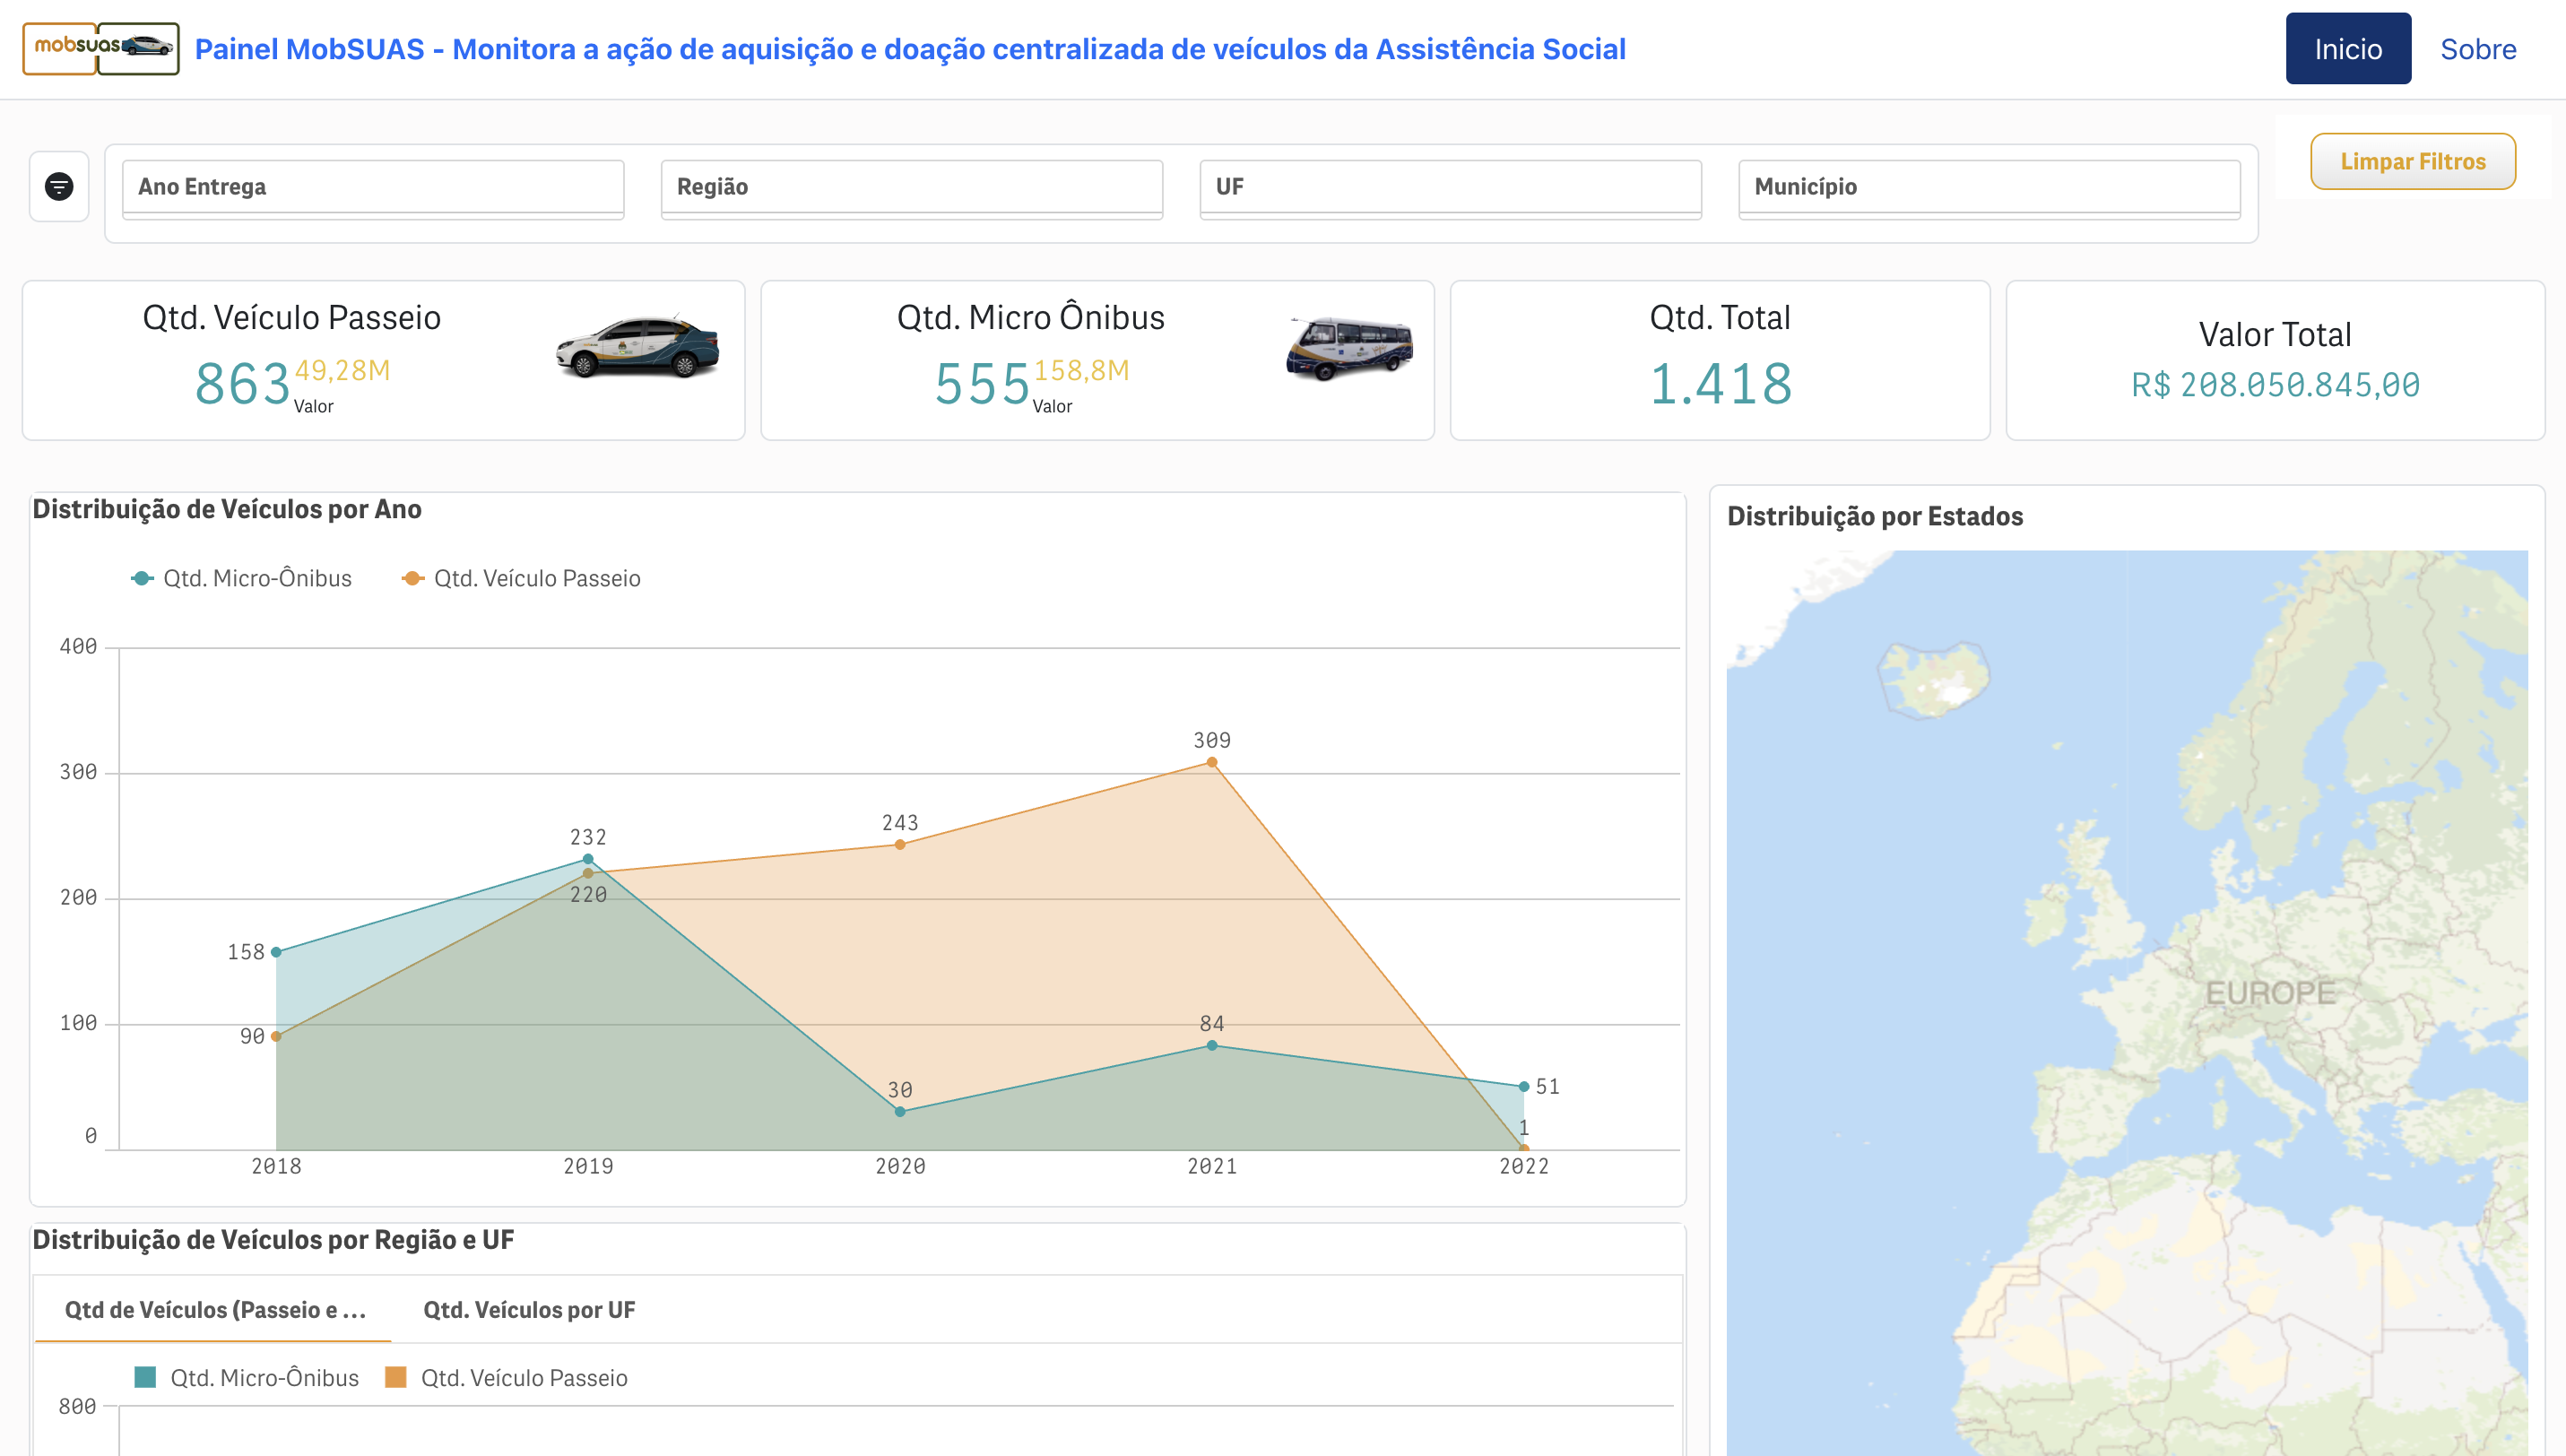 mobsuas
Painel MobSUAS - Monitora a ação de aquisição e doação centralizada de veículos da Assistência Social
Inicio
Sobre
Ano Entrega
Região
UF
Município
Limpar Filtros
Qtd. Veículo Passeio
863
49,28M
Valor
Qtd. Micro Ônibus
555
158,8M
Valor
Qtd. Total
1.418
Valor Total
R$ 208.050.845,00
Distribuição de Veículos por Ano
Qtd. Micro-Ônibus
Qtd. Veículo Passeio
400
300
200
100
0
158
90
232
220
243
30
309
84
51
1
2018
2019
2020
2021
2022
Distribuição de Veículos por Região e UF
Qtd de Veículos (Passeio e ...
Qtd. Veículos por UF
Qtd. Micro-Ônibus
Qtd. Veículo Passeio
800
Distribuição por Estados
EUROPE